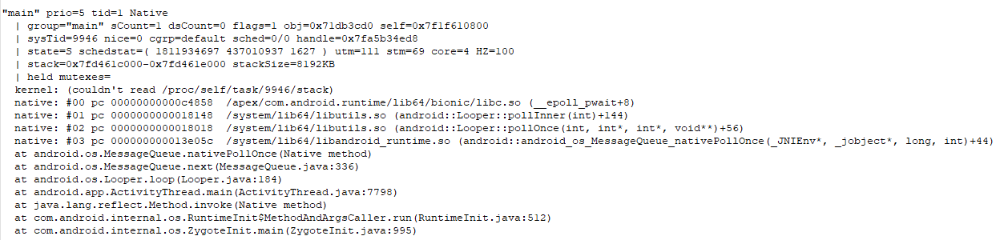 "main" prio=5 tid=1 Native
  | group="main" sCount=1 dsCount=0 flags=1 obj=0x71db3cd0 self=0x7f1f610800
  | sysTid=9946 nice=0 cgrp=default sched=0/0 handle=0x7fa5b34ed8
  | state=S schedstat=( 1811934697 437010937 1627 ) utm=111 stm=69 core=4 HZ=100
  | stack=0x7fd461c000-0x7fd461e000 stackSize=8192KB
  | held mutexes=
  kernel: (couldn't read /proc/self/task/9946/stack)
  native: #00 pc 00000000000c4858  /apex/com.android.runtime/lib64/bionic/libc.so (__epoll_pwait+8)
  native: #01 pc 0000000000018148  /system/lib64/libutils.so (android::Looper::pollInner(int)+144)
  native: #02 pc 0000000000018018  /system/lib64/libutils.so (android::Looper::pollOnce(int, int*, int*, void**)+56)
  native: #03 pc 000000000013e05c  /system/lib64/libandroid_runtime.so (android::android_os_MessageQueue_nativePollOnce(_JNIEnv*, _jobject*, long, int)+44)
  at android.os.MessageQueue.nativePollOnce(Native method)
  at android.os.MessageQueue.next(MessageQueue.java:336)
  at android.os.Looper.loop(Looper.java:184)
  at android.app.ActivityThread.main(ActivityThread.java:7798)
  at java.lang.reflect.Method.invoke(Native method)
  at com.android.internal.os.RuntimeInit$MethodAndArgsCaller.run(RuntimeInit.java:512)
  at com.android.internal.os.ZygoteInit.main(ZygoteInit.java:995)